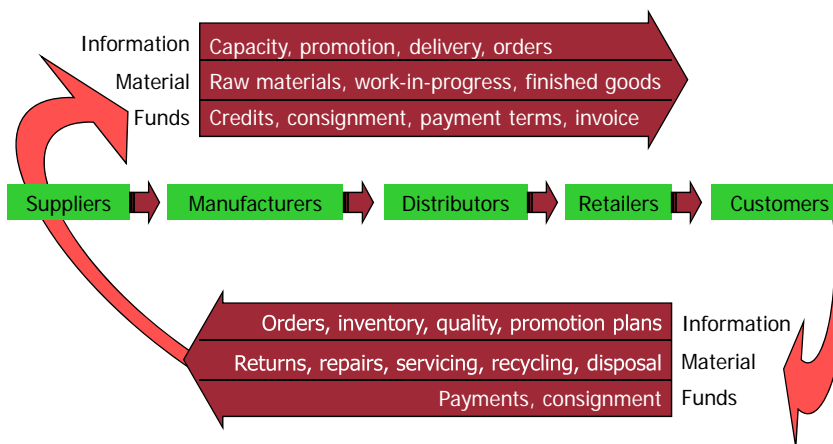 Information Capacity, promotion, delivery, orders
Material Raw materials, work-in-progress, finished goods
Funds Credits, consignment, payment terms, invoice
Suppliers Manufacturers Distributors Retailers Customers
Orders, inventory, quality, promotion plans Information
Returns, repairs, servicing, recycling, disposal Material
Payments, consignment Funds